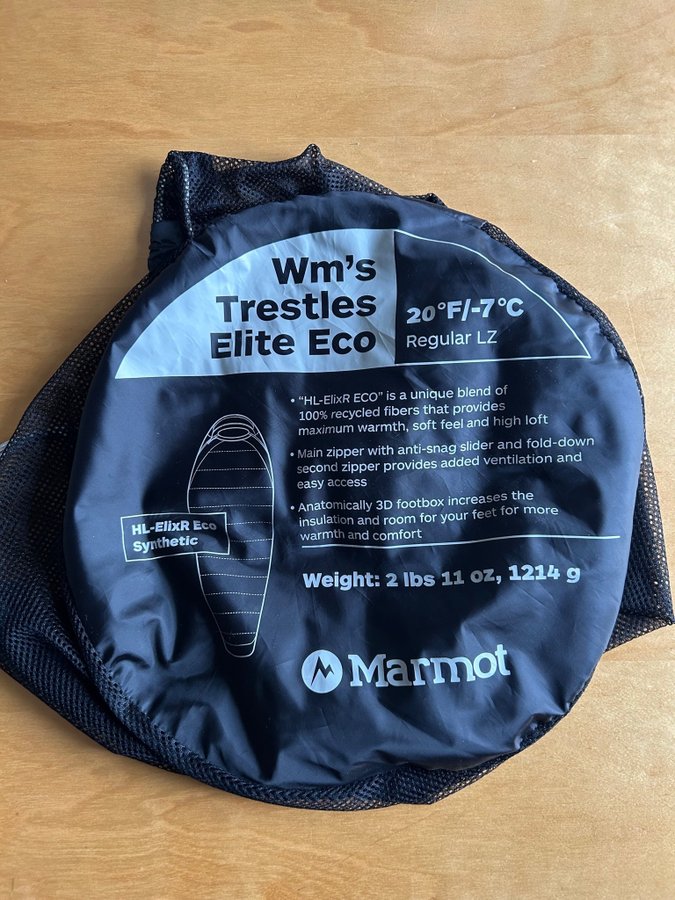 Wm's
Trestles
Elite Eco
20°F/-7°C
Regular LZ
• "HL-ElixR ECO" is a unique blend of
100% recycled fibers that provides
maximum warmth, soft feel and high loft
• Main zipper with anti-snag slider and fold-down
second zipper provides added ventilation and
easy access
• Anatomically 3D footbox increases the
insulation and room for your feet for more
warmth and comfort
HL-ElixR Eco
Synthetic
Weight: 2 lbs 11 oz, 1214 g
Marmot